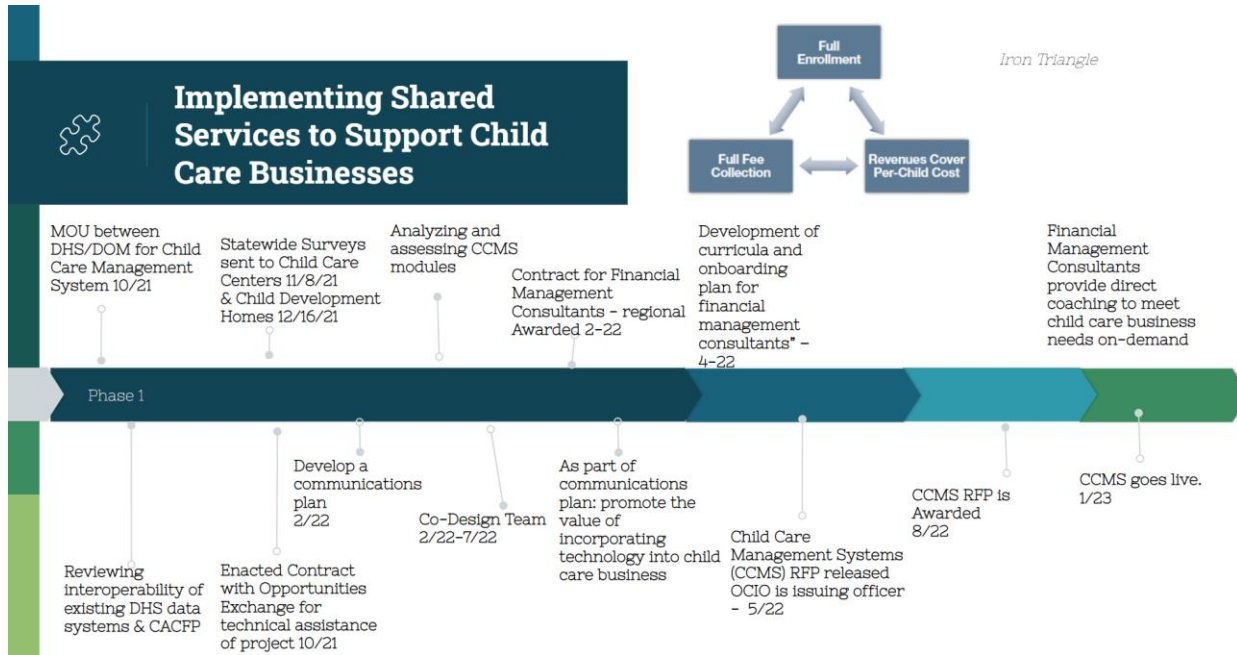 Implementing Shared
Services to Support Child
Care Businesses
Full
Enrollment
Iron Triangle
Full Fee
Collection
Revenues Cover
Per-Child Cost
MOU between
DHS/DOM for Child
Care Management
System 10/21
Statewide Surveys
sent to Child Care
Centers 11/8/21
& Child Development
Homes 12/16/21
Analyzing and
assessing CCMS
modules
Contract for Financial
Management
Consultants - regional
Awarded 2-22
Development of
curricula and
onboarding
plan for
financial
management
consultants” –
4-22
Financial
Management
Consultants
provide direct
coaching to meet
child care business
needs on-demand
Phase 1
Reviewing
interoperability of
existing DHS data
systems & CACFP
Enacted Contract
with Opportunities
Exchange for
technical assistance
of project 10/21
Develop a
communications
plan
2/22
Co-Design Team
2/22-7/22
As part of
communications
plan: promote the
value of
incorporating
technology into child
care business
Child Care
Management Systems
(CCMS) RFP released
OCIO is issuing officer
- 5/22
CCMS RFP is
Awarded
8/22
CCMS goes live.
1/23